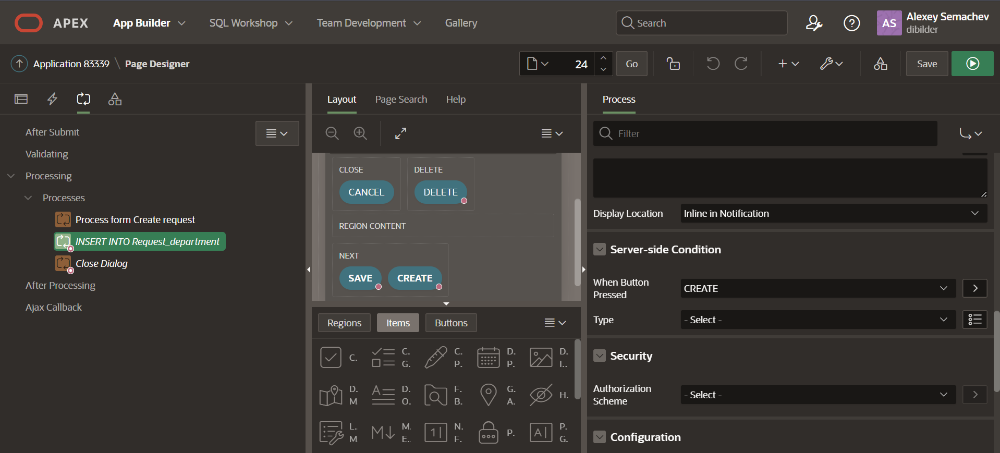 APEX
App Builder
SQL Workshop
Team Development
Gallery
Search
AS
Alexey Semachev
dibilder
Application 83339 \ Page Designer
24
Go
Save
After Submit
Validating
Processing
Processes
Process form Create request
INSERT INTO Request_department
Close Dialog
After Processing
Ajax Callback
Layout
Page Search
Help
CLOSE
CANCEL
DELETE
DELETE
REGION CONTENT
NEXT
SAVE
CREATE
Regions
Items
Buttons
C.
C.
G.
C.
P.
D.
P.
D.
I..
D.
M.
D.
O.
F.
B.
G.
A.
H.
L..
M.
M.
E..
N.
F.
P.
P.
G.
Process
Filter
Display Location
Inline in Notification
Server-side Condition
When Button
Pressed
CREATE
Type
- Select -
Security
Authorization
Scheme
- Select -
Configuration